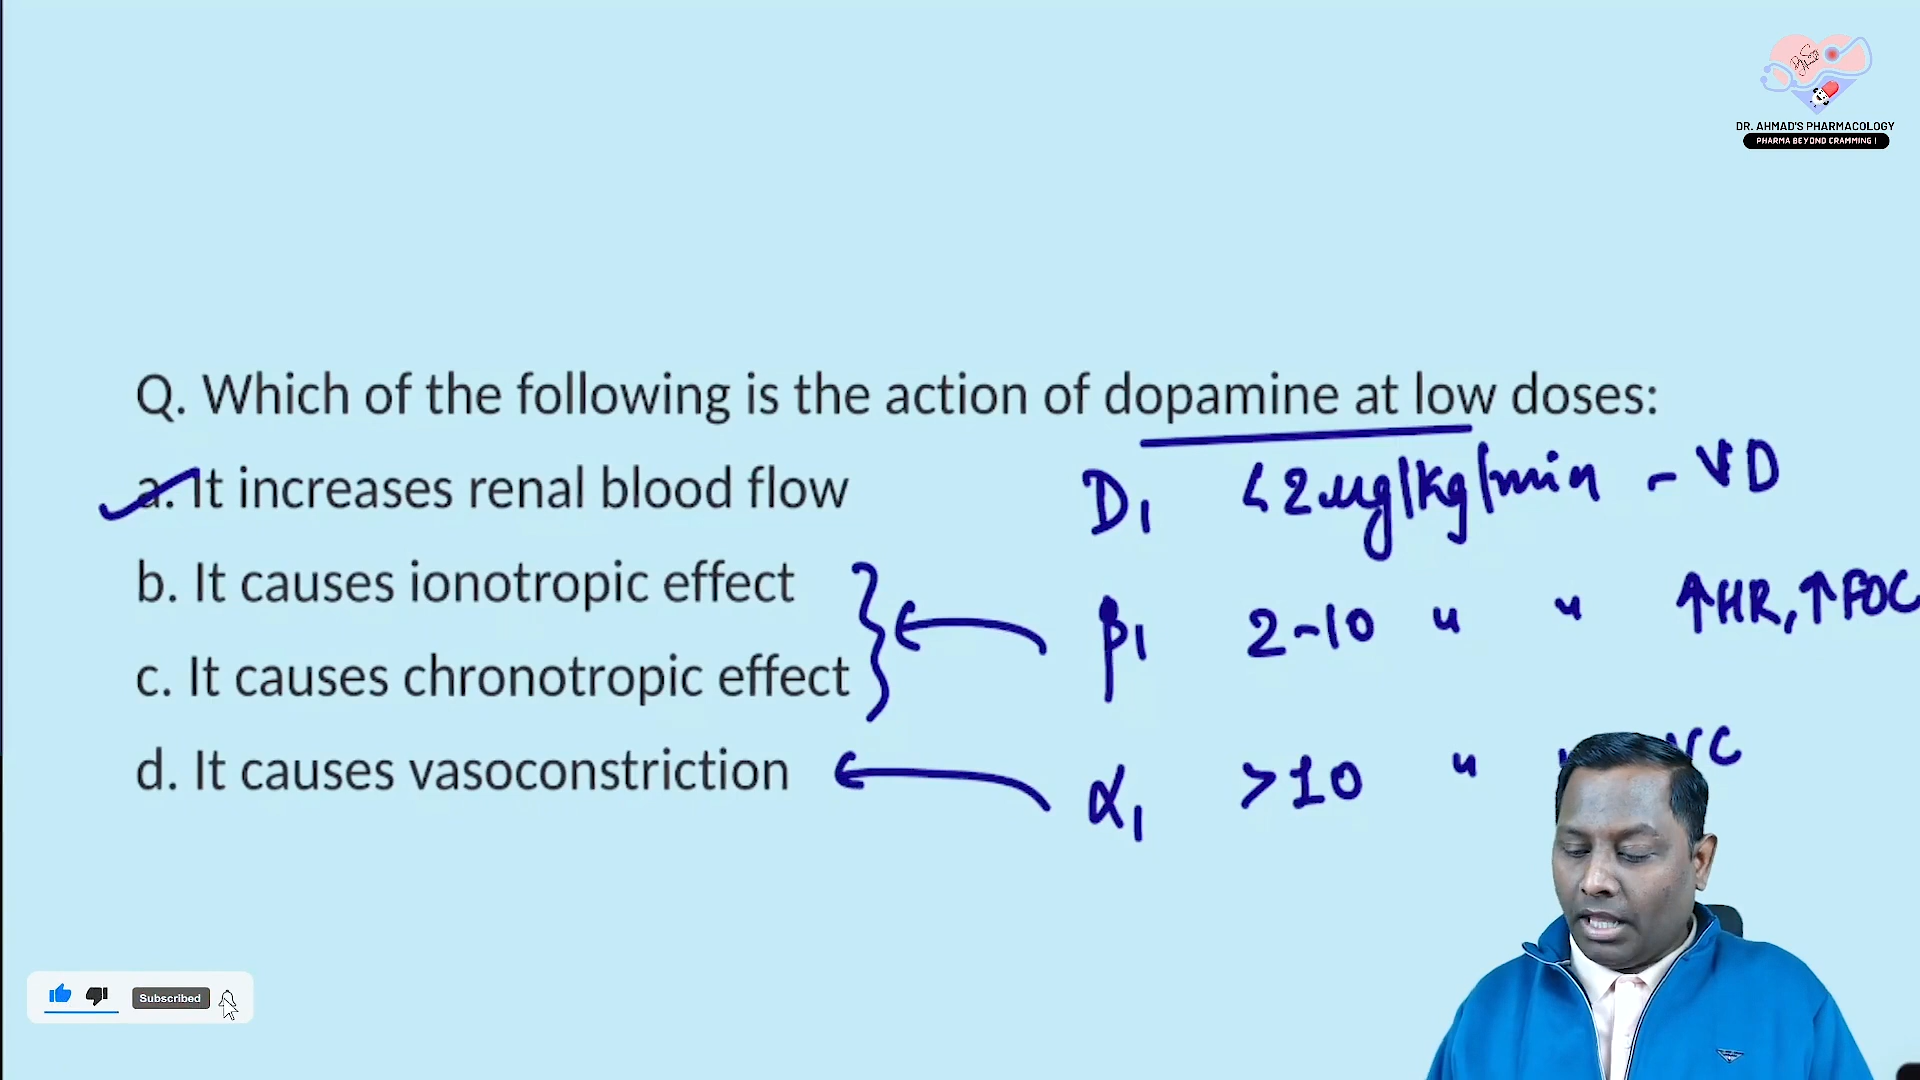 DR. AHMAD'S PHARMACOLOGY
PHARMA BEYOND CRAMMING !
Q. Which of the following is the action of dopamine at low doses:
a. It increases renal blood flow
D1 <2µg/kg/min - VD
b. It causes ionotropic effect
β1 2-10 " " ↑HR, ↑FOC
c. It causes chronotropic effect
d. It causes vasoconstriction
α1 >10 " " VC
Subscribed